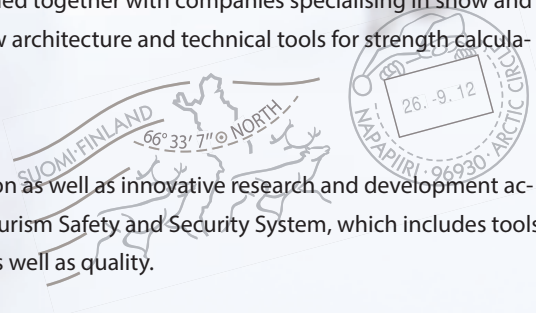 ned together with companies specialising in snow and
w architecture and technical tools for strength calcula-
SUOMI-FINLAND
66° 33′ 7″ NORTH
26. -9. 12
NAPAPIIRI · 96930 · ARCTIC CIRCLE
on as well as innovative research and development ac-
urism Safety and Security System, which includes tools
s well as quality.